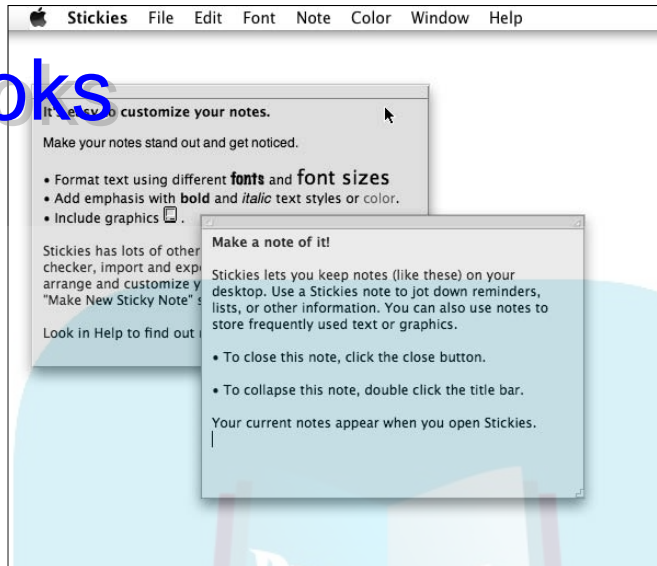 Stickies File Edit Font Note Color Window Help
oks
It's easy to customize your notes.
Make your notes stand out and get noticed.
• Format text using different fonts and font sizes
• Add emphasis with bold and italic text styles or color.
• Include graphics .
Stickies has lots of other
checker, import and exp
arrange and customize y
"Make New Sticky Note" s
Look in Help to find out
Make a note of it!
Stickies lets you keep notes (like these) on your
desktop. Use a Stickies note to jot down reminders,
lists, or other information. You can also use notes to
store frequently used text or graphics.
• To close this note, click the close button.
• To collapse this note, double click the title bar.
Your current notes appear when you open Stickies.